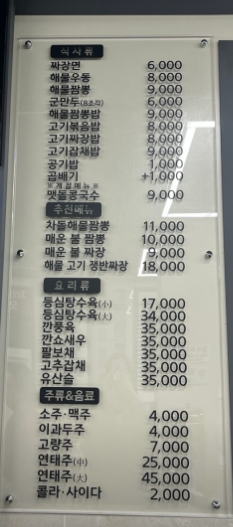 식 사 류
짜장면 6,000
해물우동 8,000
해물짬뽕 9,000
군만두(8조각) 6,000
해물짬뽕밥 9,000
고기볶음밥 8,000
고기짜장밥 8,000
고기잡채밥 9,000
공기밥 1,000
곱배기 +1,000
※계절메뉴※
맷돌콩국수 9,000
추천메뉴
차돌해물짬뽕 11,000
매운 불 짬뽕 10,000
매운 불 짜장 9,000
해물 고기 쟁반짜장 18,000
요 리 류
등심탕수육(小) 17,000
등심탕수육(大) 34,000
깐풍육 35,000
깐쇼새우 35,000
팔보채 35,000
고추잡채 35,000
유산슬 35,000
주류&음료
소주·맥주 4,000
이과두주 4,000
고량주 7,000
연태주(中) 25,000
연태주(大) 45,000
콜라·사이다 2,000